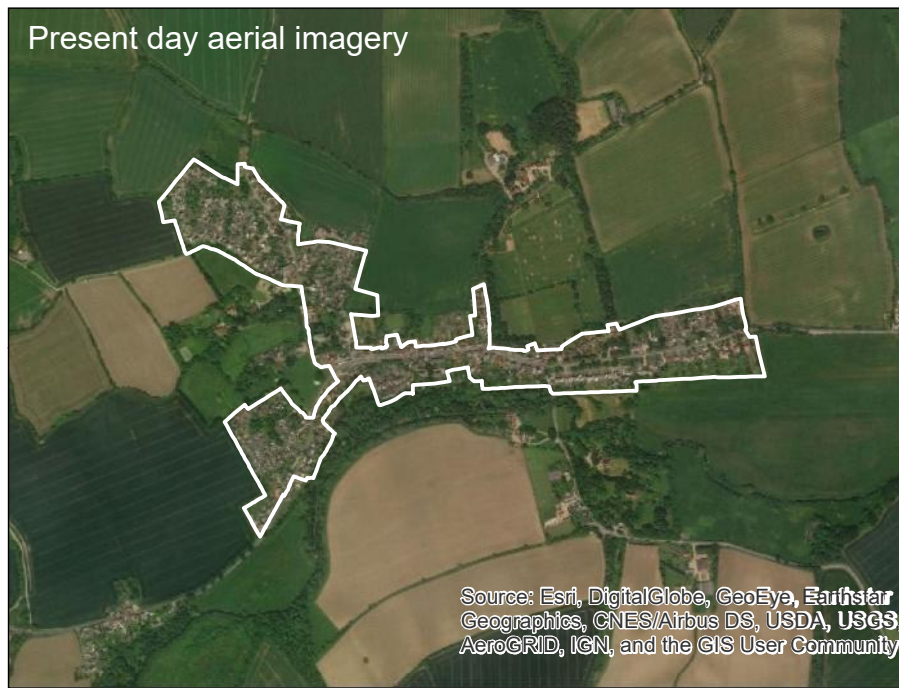 Present day aerial imagery
Source: Esri, DigitalGlobe, GeoEye, Earthstar
Geographics, CNES/Airbus DS, USDA, USGS,
AeroGRID, IGN, and the GIS User Community